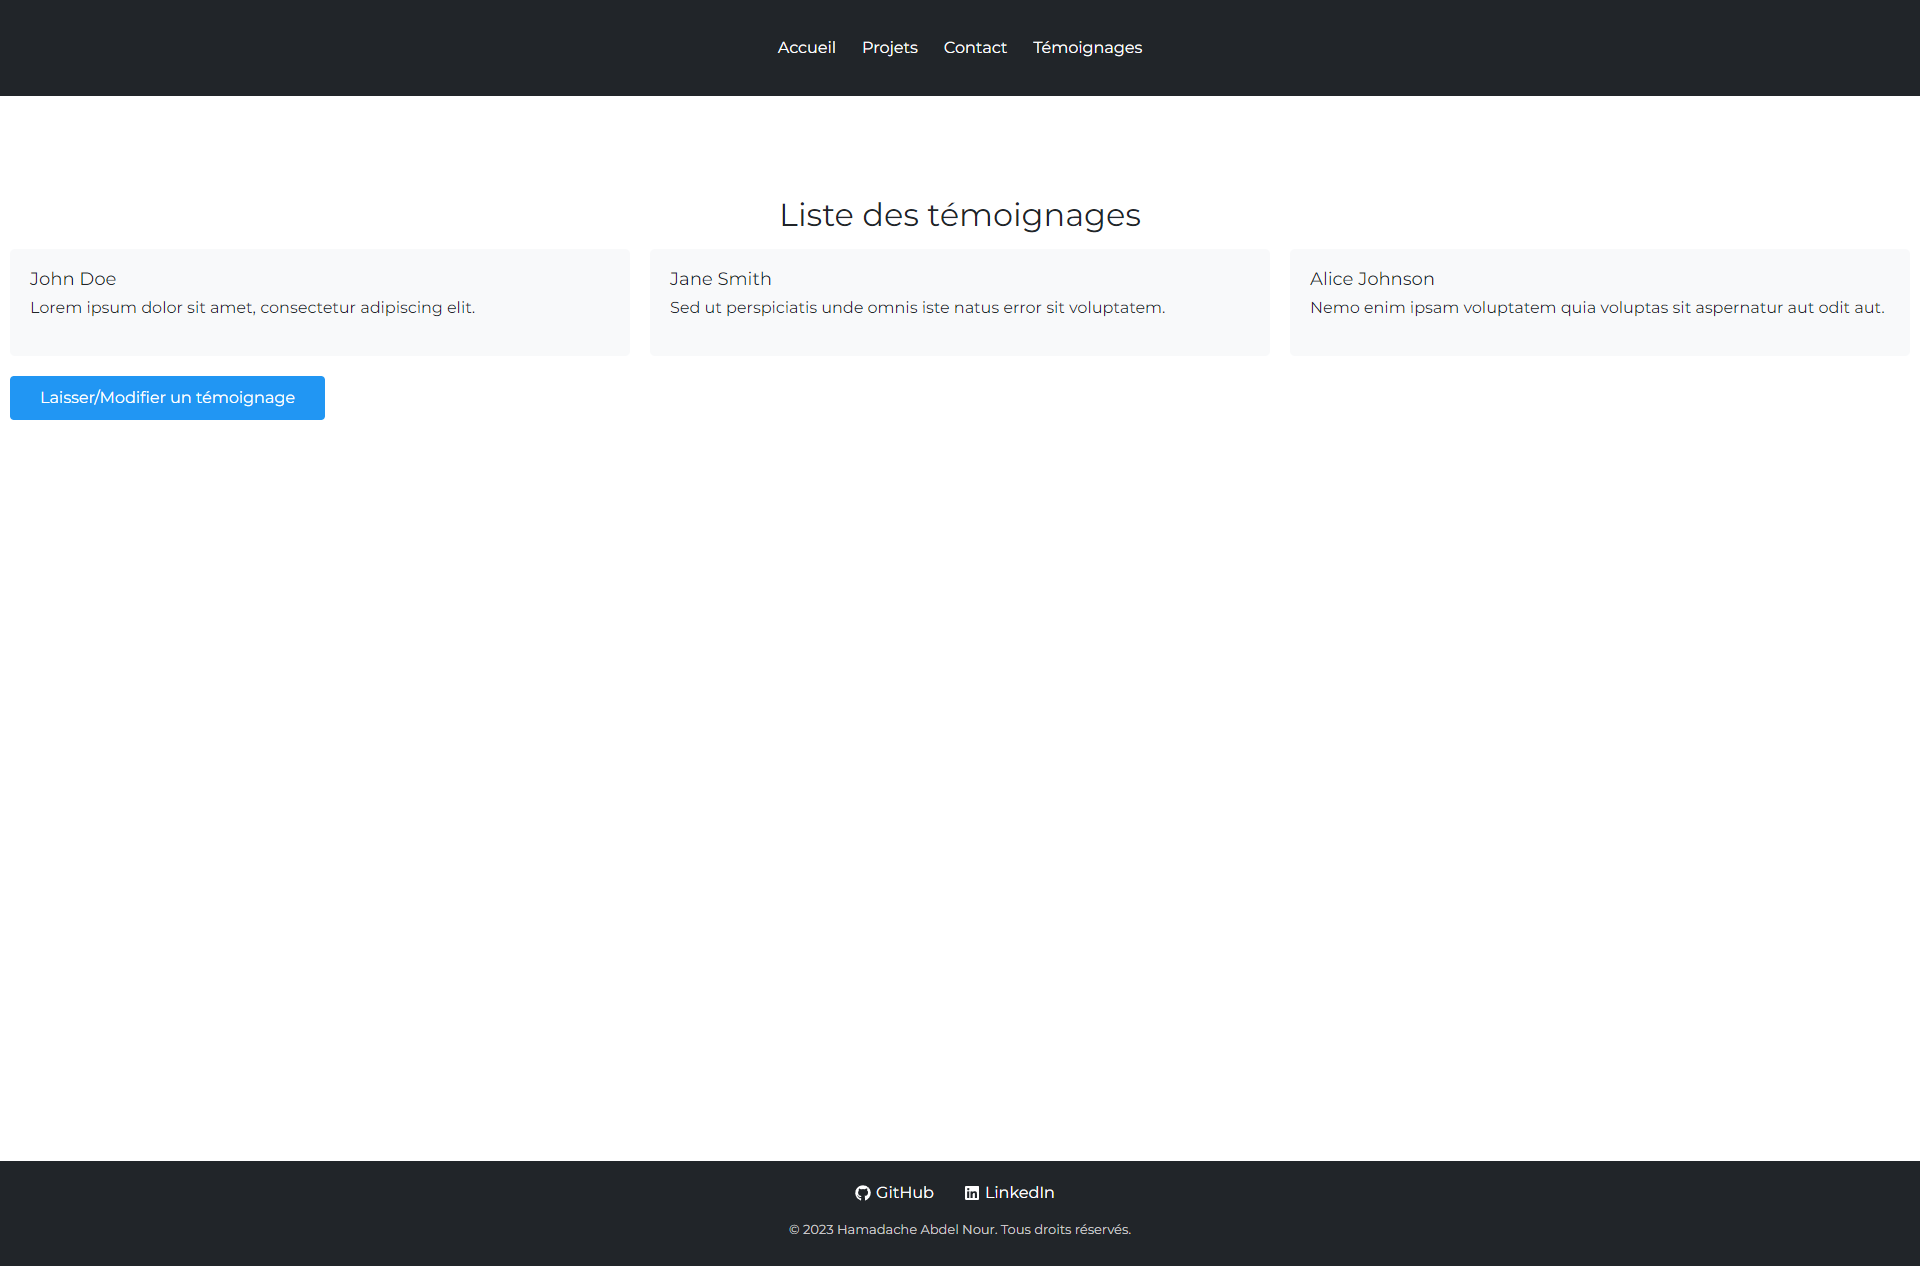 Accueil Projets Contact Témoignages
Liste des témoignages
John Doe
Lorem ipsum dolor sit amet, consectetur adipiscing elit.
Jane Smith
Sed ut perspiciatis unde omnis iste natus error sit voluptatem.
Alice Johnson
Nemo enim ipsam voluptatem quia voluptas sit aspernatur aut odit aut.
Laisser/Modifier un témoignage
GitHub LinkedIn
© 2023 Hamadache Abdel Nour. Tous droits réservés.